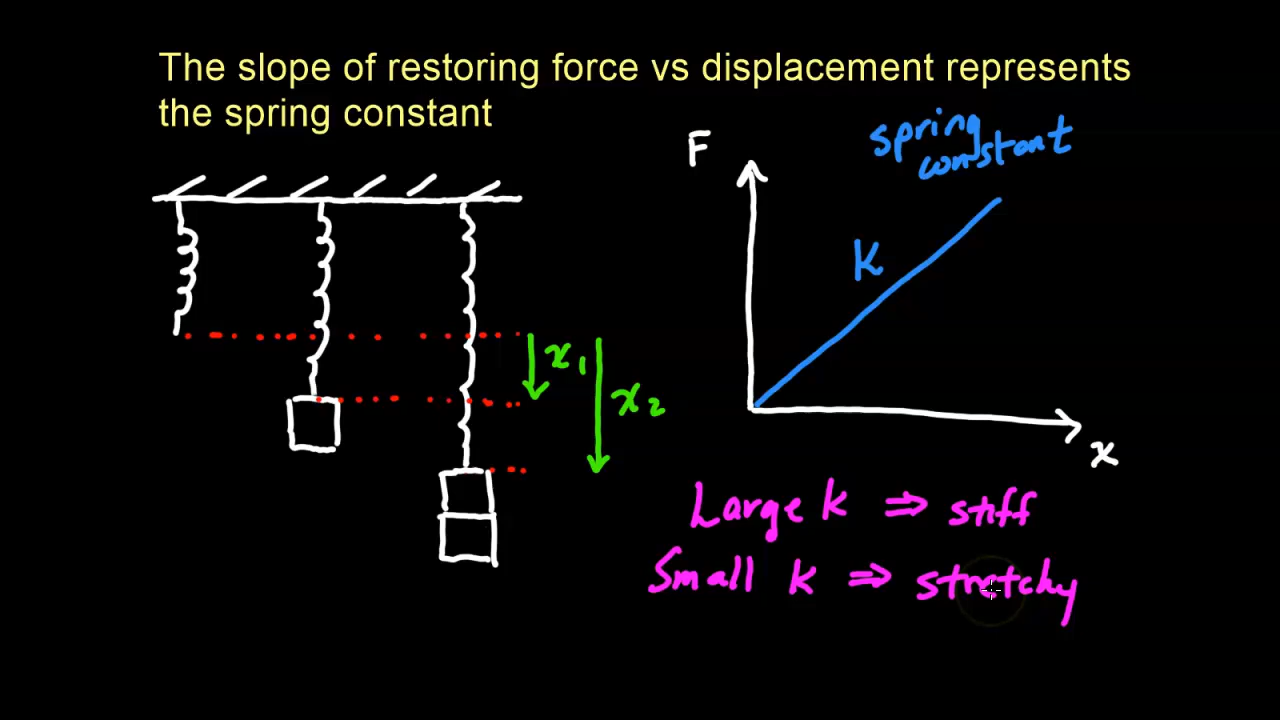 The slope of restoring force vs displacement represents
the spring constant
F
spring
constant
K
x₁
x₂
x
Large k ⇒ stiff
Small k ⇒ stretchy